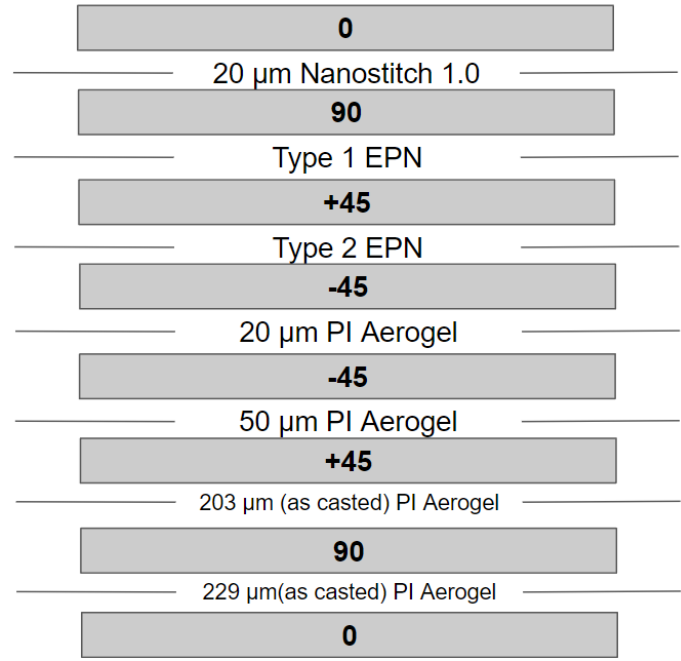 0
20 μm Nanostitch 1.0
90
Type 1 EPN
+45
Type 2 EPN
-45
20 μm PI Aerogel
-45
50 μm PI Aerogel
+45
203 μm (as casted) PI Aerogel
90
229 μm(as casted) PI Aerogel
0